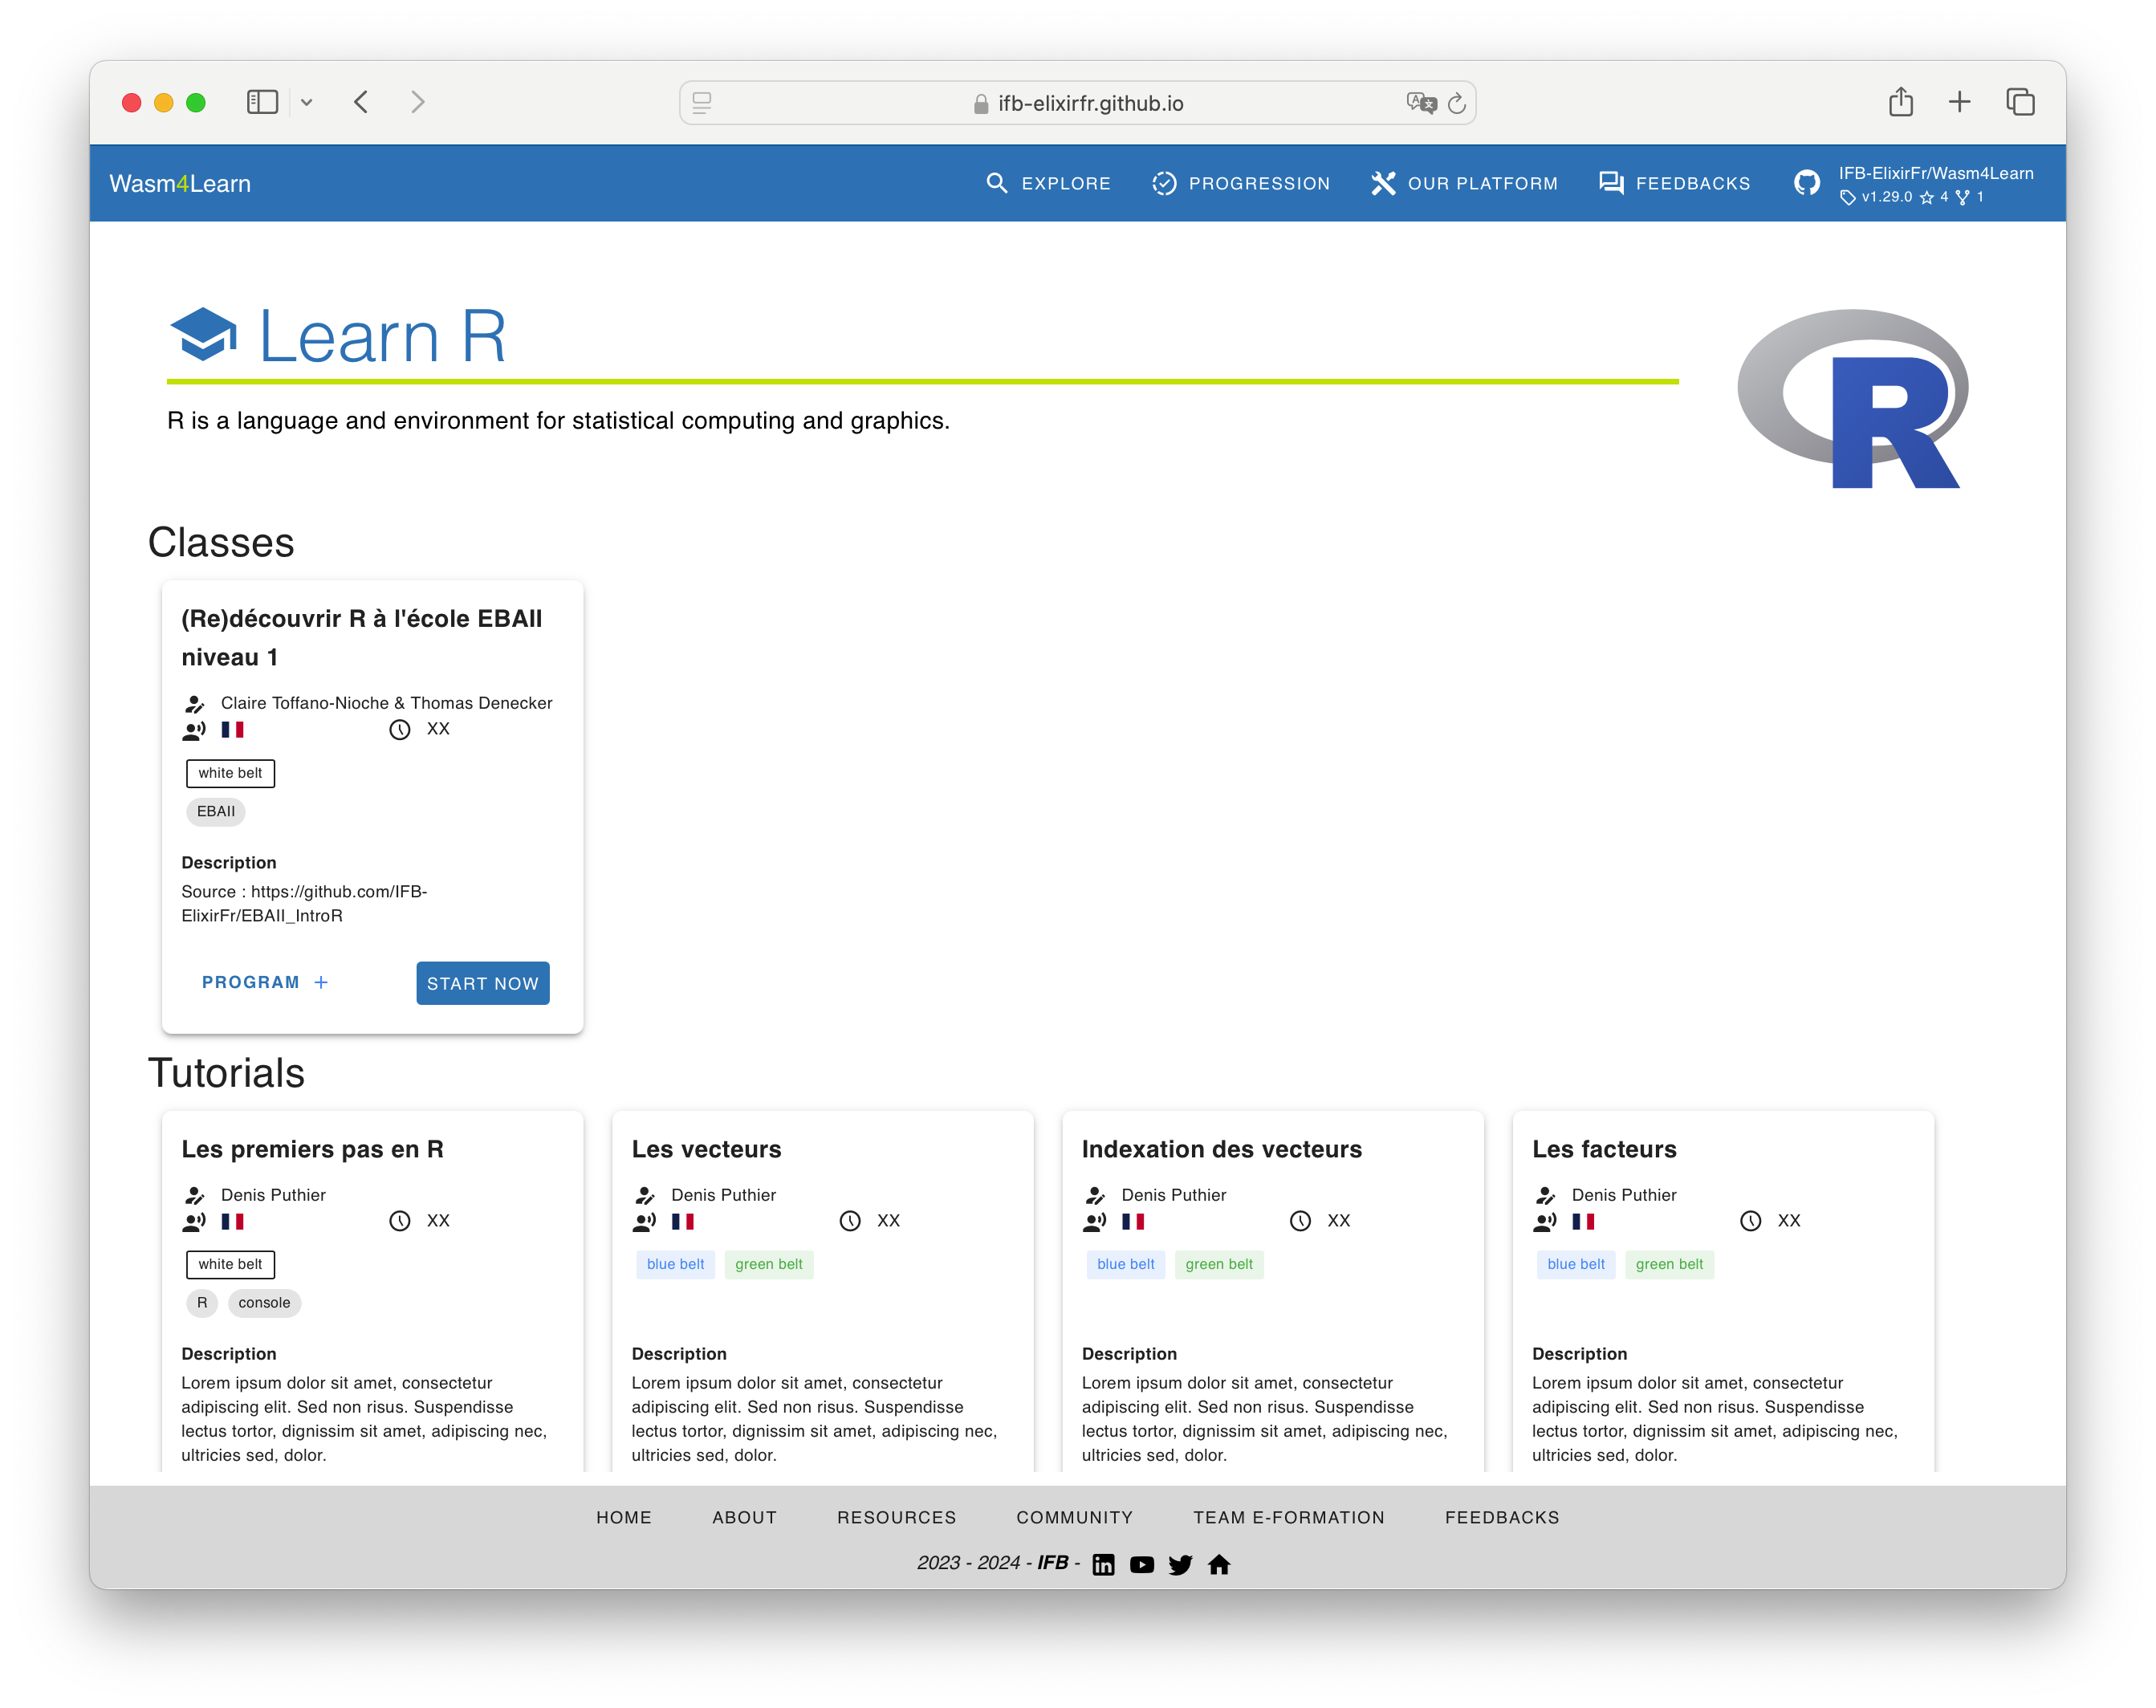 ifb-elixirfr.github.io
Wasm4Learn
EXPLORE
PROGRESSION
OUR PLATFORM
FEEDBACKS
IFB-ElixirFr/Wasm4Learn
v1.29.0 4 1
Learn R
R is a language and environment for statistical computing and graphics.
R
Classes
(Re)découvrir R à l'école EBAII
niveau 1
Claire Toffano-Nioche & Thomas Denecker
XX
white belt
EBAII
Description
Source : https://github.com/IFB-
ElixirFr/EBAII_IntroR
PROGRAM +
START NOW
Tutorials
Les premiers pas en R
Denis Puthier
XX
white belt
R console
Description
Lorem ipsum dolor sit amet, consectetur
adipiscing elit. Sed non risus. Suspendisse
lectus tortor, dignissim sit amet, adipiscing nec,
ultricies sed, dolor.
Les vecteurs
Denis Puthier
XX
blue belt green belt
Description
Lorem ipsum dolor sit amet, consectetur
adipiscing elit. Sed non risus. Suspendisse
lectus tortor, dignissim sit amet, adipiscing nec,
ultricies sed, dolor.
Indexation des vecteurs
Denis Puthier
XX
blue belt green belt
Description
Lorem ipsum dolor sit amet, consectetur
adipiscing elit. Sed non risus. Suspendisse
lectus tortor, dignissim sit amet, adipiscing nec,
ultricies sed, dolor.
Les facteurs
Denis Puthier
XX
blue belt green belt
Description
Lorem ipsum dolor sit amet, consectetur
adipiscing elit. Sed non risus. Suspendisse
lectus tortor, dignissim sit amet, adipiscing nec,
ultricies sed, dolor.
HOME ABOUT RESOURCES COMMUNITY TEAM E-FORMATION FEEDBACKS
2023 - 2024 - IFB -